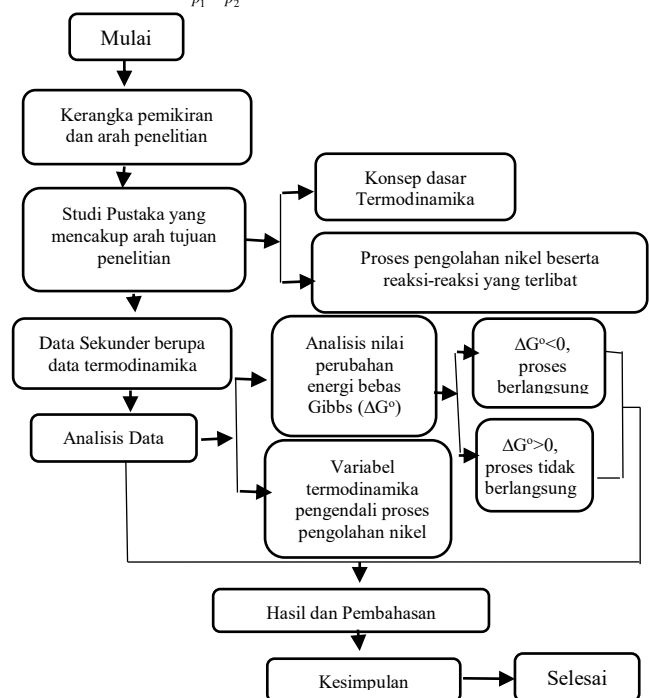 p1 p2
Mulai
Kerangka pemikiran
dan arah penelitian
Studi Pustaka yang
mencakup arah tujuan
penelitian
Konsep dasar
Termodinamika
Proses pengolahan nikel beserta
reaksi-reaksi yang terlibat
Data Sekunder berupa
data termodinamika
Analisis nilai
perubahan
energi bebas
Gibbs (ΔGº)
ΔGº<0,
proses
berlangsung
Analisis Data
ΔGº>0,
proses tidak
berlangsung
Variabel
termodinamika
pengendali proses
pengolahan nikel
Hasil dan Pembahasan
Kesimpulan
Selesai